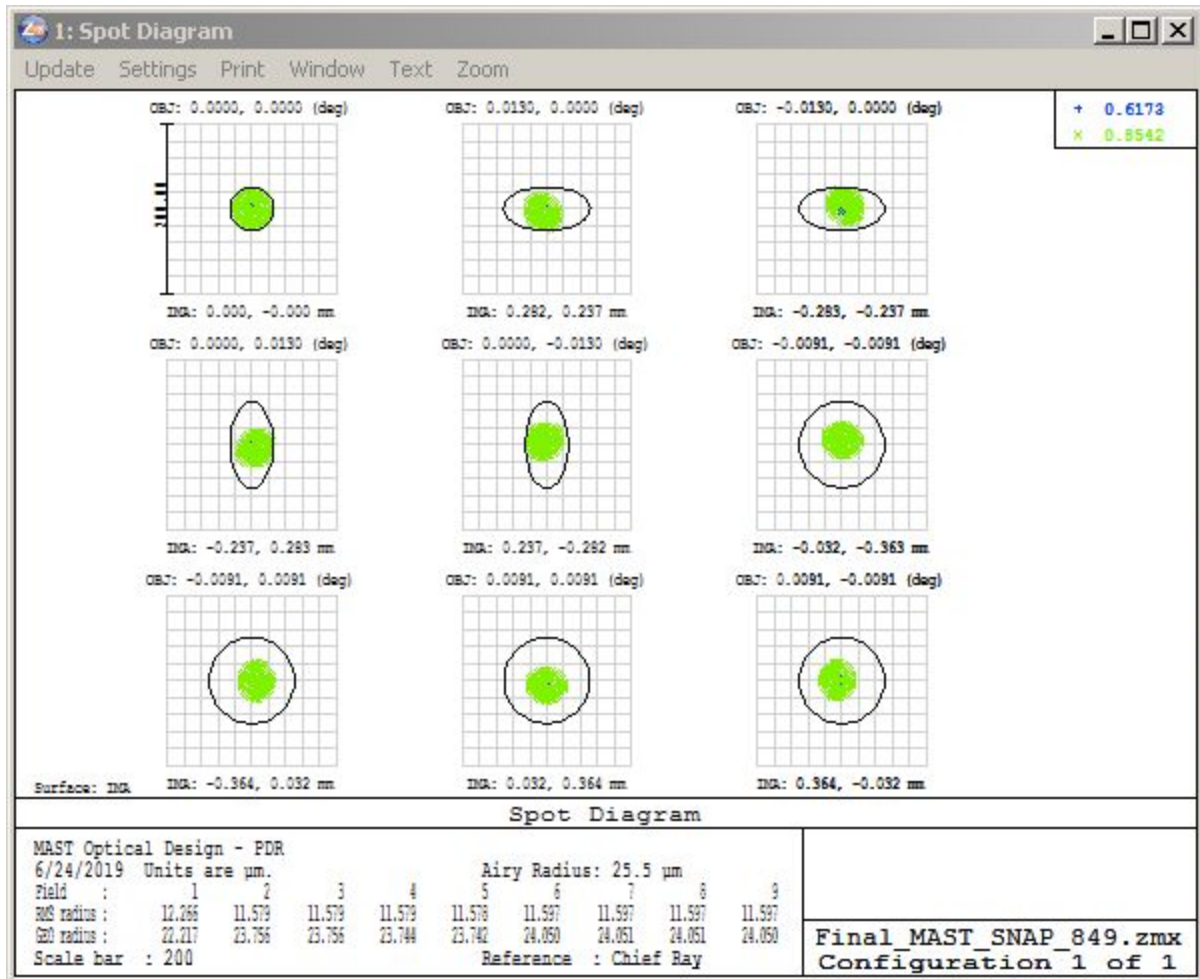 1: Spot Diagram
Update Settings Print Window Text Zoom
OBJ: 0.0000, 0.0000 (deg) OBJ: 0.0130, 0.0000 (deg) OBJ: -0.0130, 0.0000 (deg)
+ 0.6173
× 0.8542
IMA: 0.000, -0.000 mm IMA: 0.282, 0.237 mm IMA: -0.283, -0.237 mm
OBJ: 0.0000, 0.0130 (deg) OBJ: 0.0000, -0.0130 (deg) OBJ: -0.0091, -0.0091 (deg)
IMA: -0.237, 0.283 mm IMA: 0.237, -0.282 mm IMA: -0.032, -0.363 mm
OBJ: -0.0091, 0.0091 (deg) OBJ: 0.0091, 0.0091 (deg) OBJ: 0.0091, -0.0091 (deg)
Surface: IMA IMA: -0.364, 0.032 mm IMA: 0.032, 0.364 mm IMA: 0.364, -0.032 mm
Spot Diagram
MAST Optical Design - PDR
6/24/2019 Units are µm. Airy Radius: 25.5 µm
Field : 1 2 3 4 5 6 7 8 9
RMS radius : 12.266 11.579 11.579 11.579 11.578 11.597 11.597 11.597 11.597
GEO radius : 22.217 23.756 23.756 23.744 23.742 24.050 24.051 24.051 24.050
Scale bar : 200 Reference : Chief Ray
Final_MAST_SNAP_849.zmx
Configuration 1 of 1